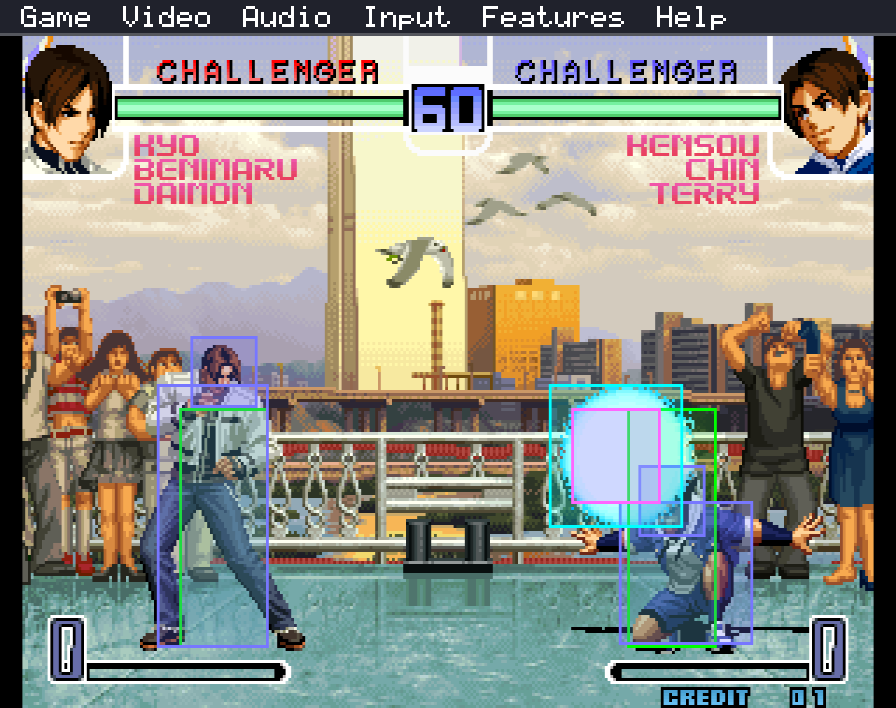 Game Video Audio Input Features Help
CHALLENGER 60 CHALLENGER
KYO
BENIMARU
DAIMON
KENSOU
CHIN
TERRY
0 0
CREDIT 01